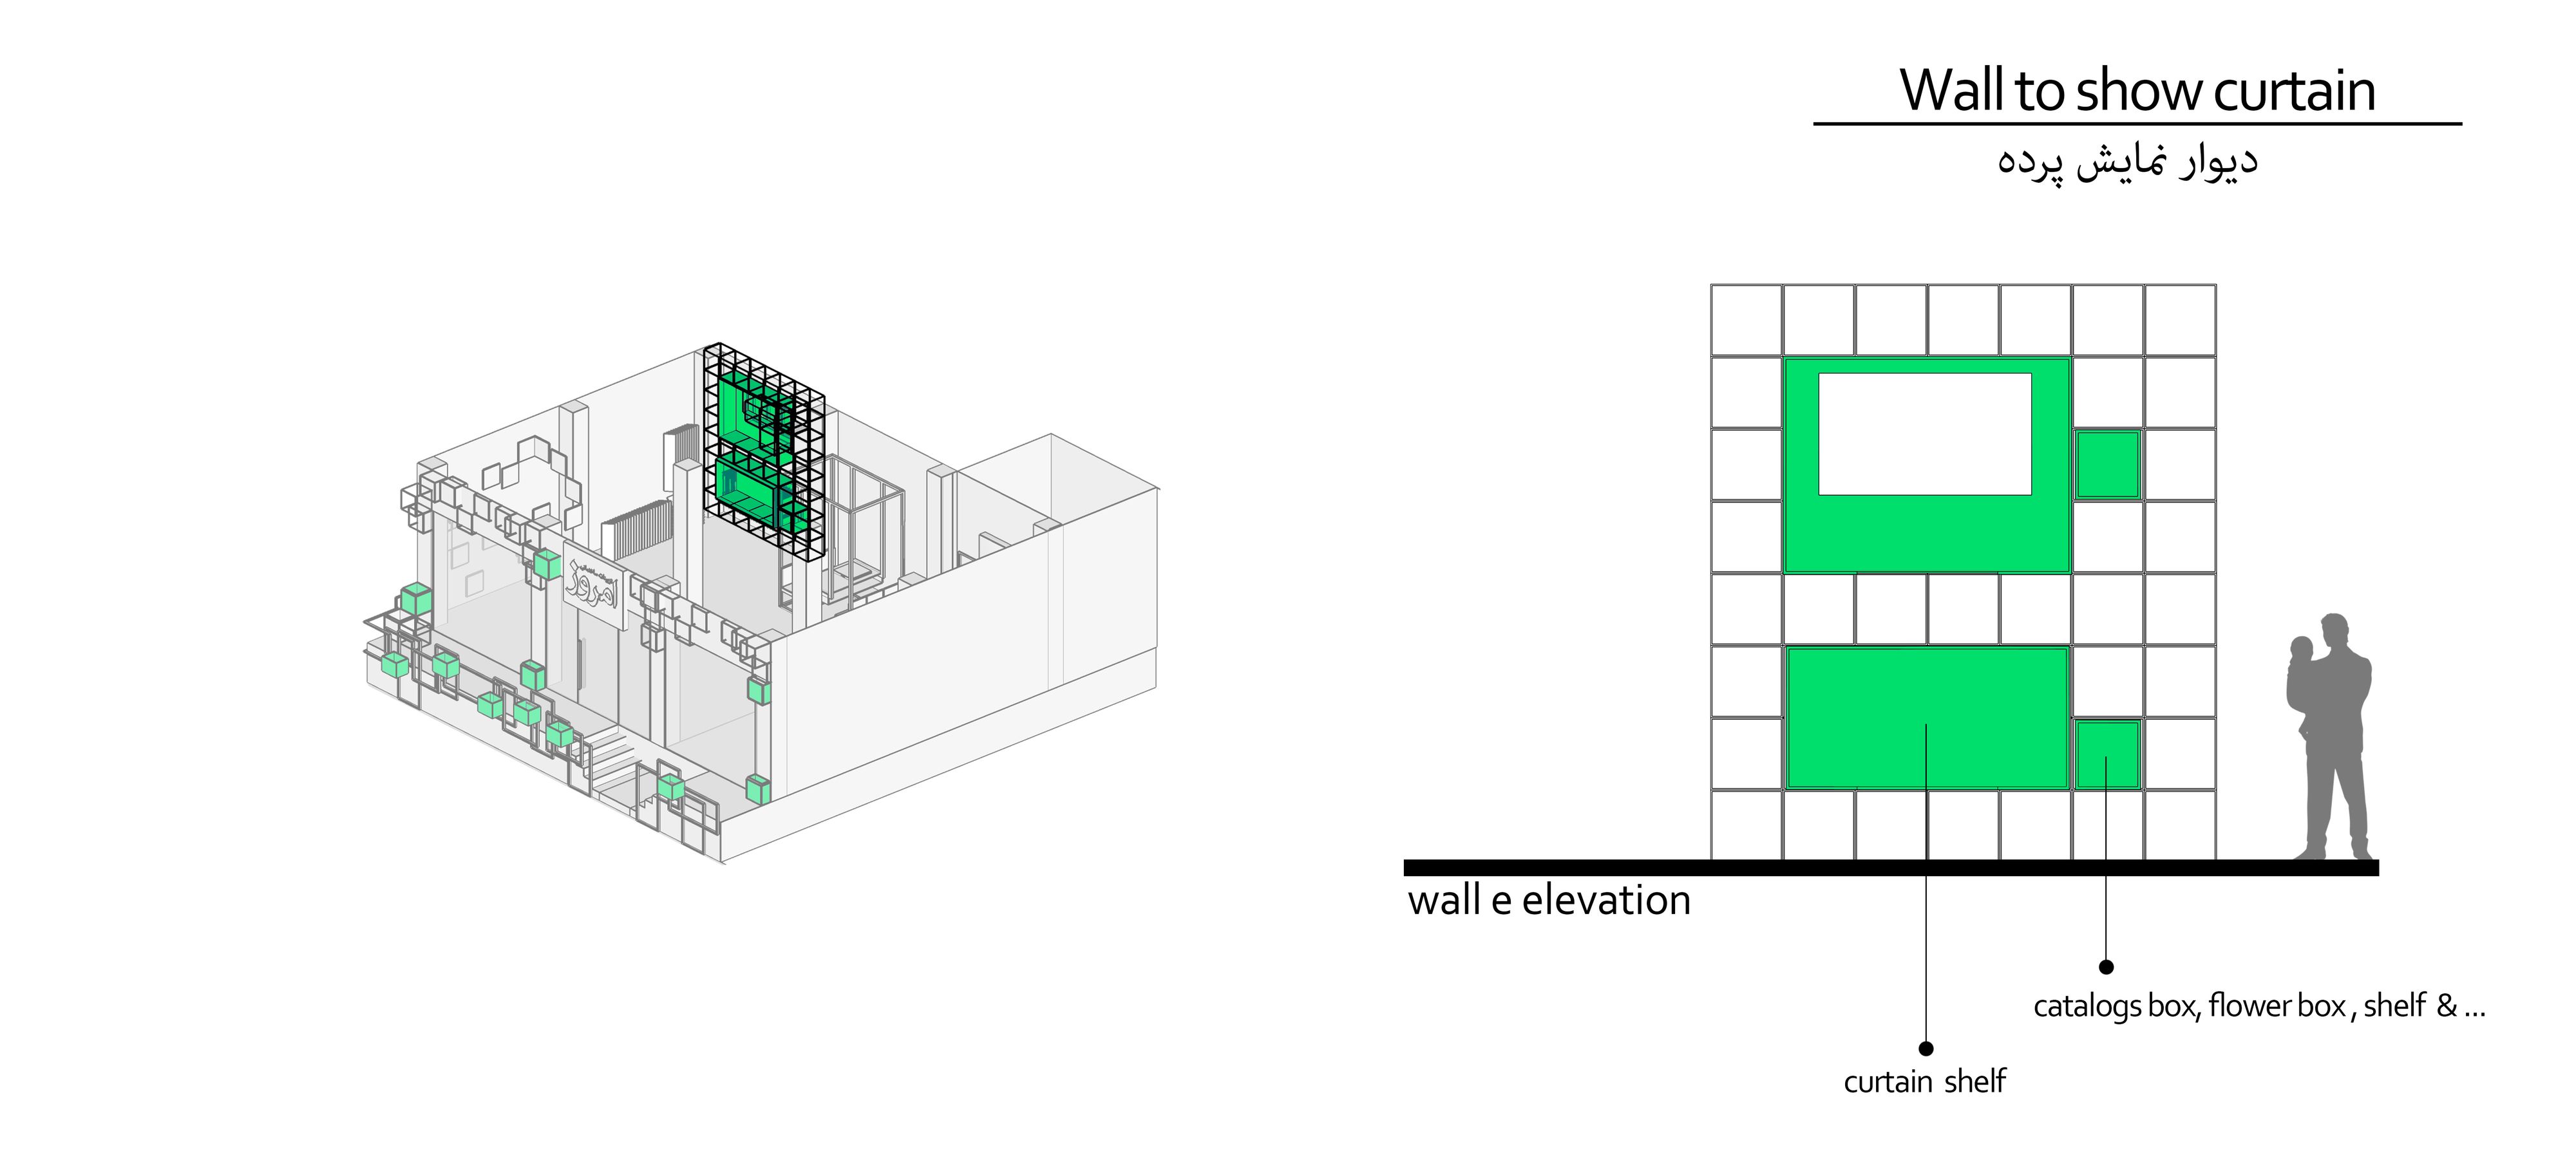 Wall to show curtain
دیوار نمایش پرده
امروز
wall e elevation
catalogs box, flower box , shelf & ...
curtain shelf